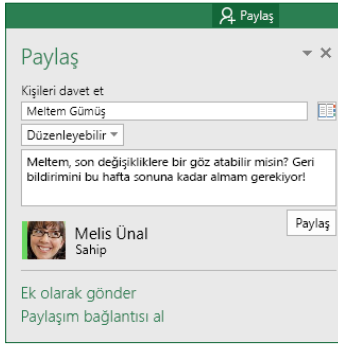 Paylaş
Paylaş
Kişileri davet et
Meltem Gümüş
Düzenleyebilir
Meltem, son değişikliklere bir göz atabilir misin? Geri
bildirimini bu hafta sonuna kadar almam gerekiyor!
Paylaş
Melis Ünal
Sahip
Ek olarak gönder
Paylaşım bağlantısı al